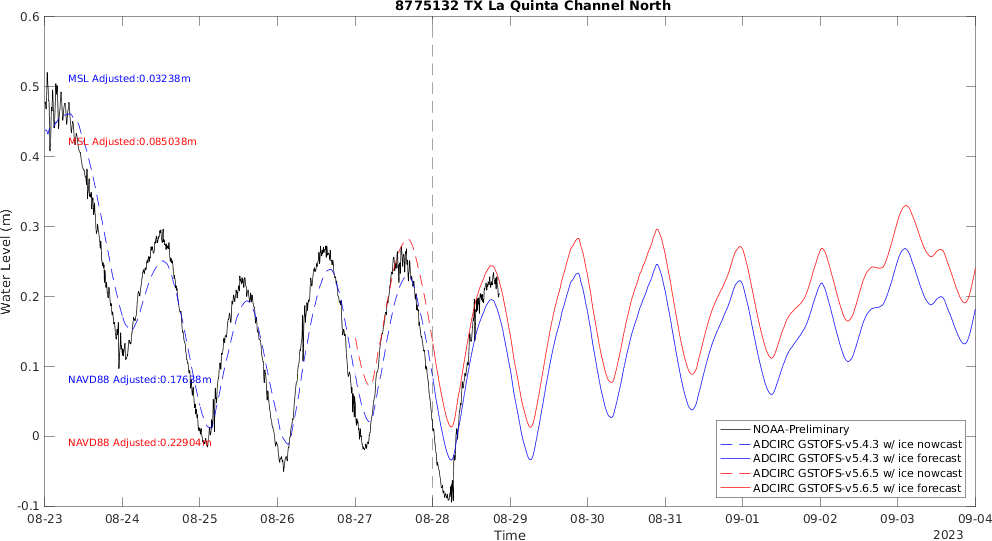 8775132 TX La Quinta Channel North
Water Level (m)
0.6
0.5
0.4
0.3
0.2
0.1
0
-0.1
MSL Adjusted:0.03238m
MSL Adjusted:0.085038m
NAVD88 Adjusted:0.17638m
NAVD88 Adjusted:0.22904m
NOAA-Preliminary
ADCIRC GSTOFS-v5.4.3 w/ ice nowcast
ADCIRC GSTOFS-v5.4.3 w/ ice forecast
ADCIRC GSTOFS-v5.6.5 w/ ice nowcast
ADCIRC GSTOFS-v5.6.5 w/ ice forecast
08-23 08-24 08-25 08-26 08-27 08-28 08-29 08-30 08-31 09-01 09-02 09-03 09-04
Time
2023